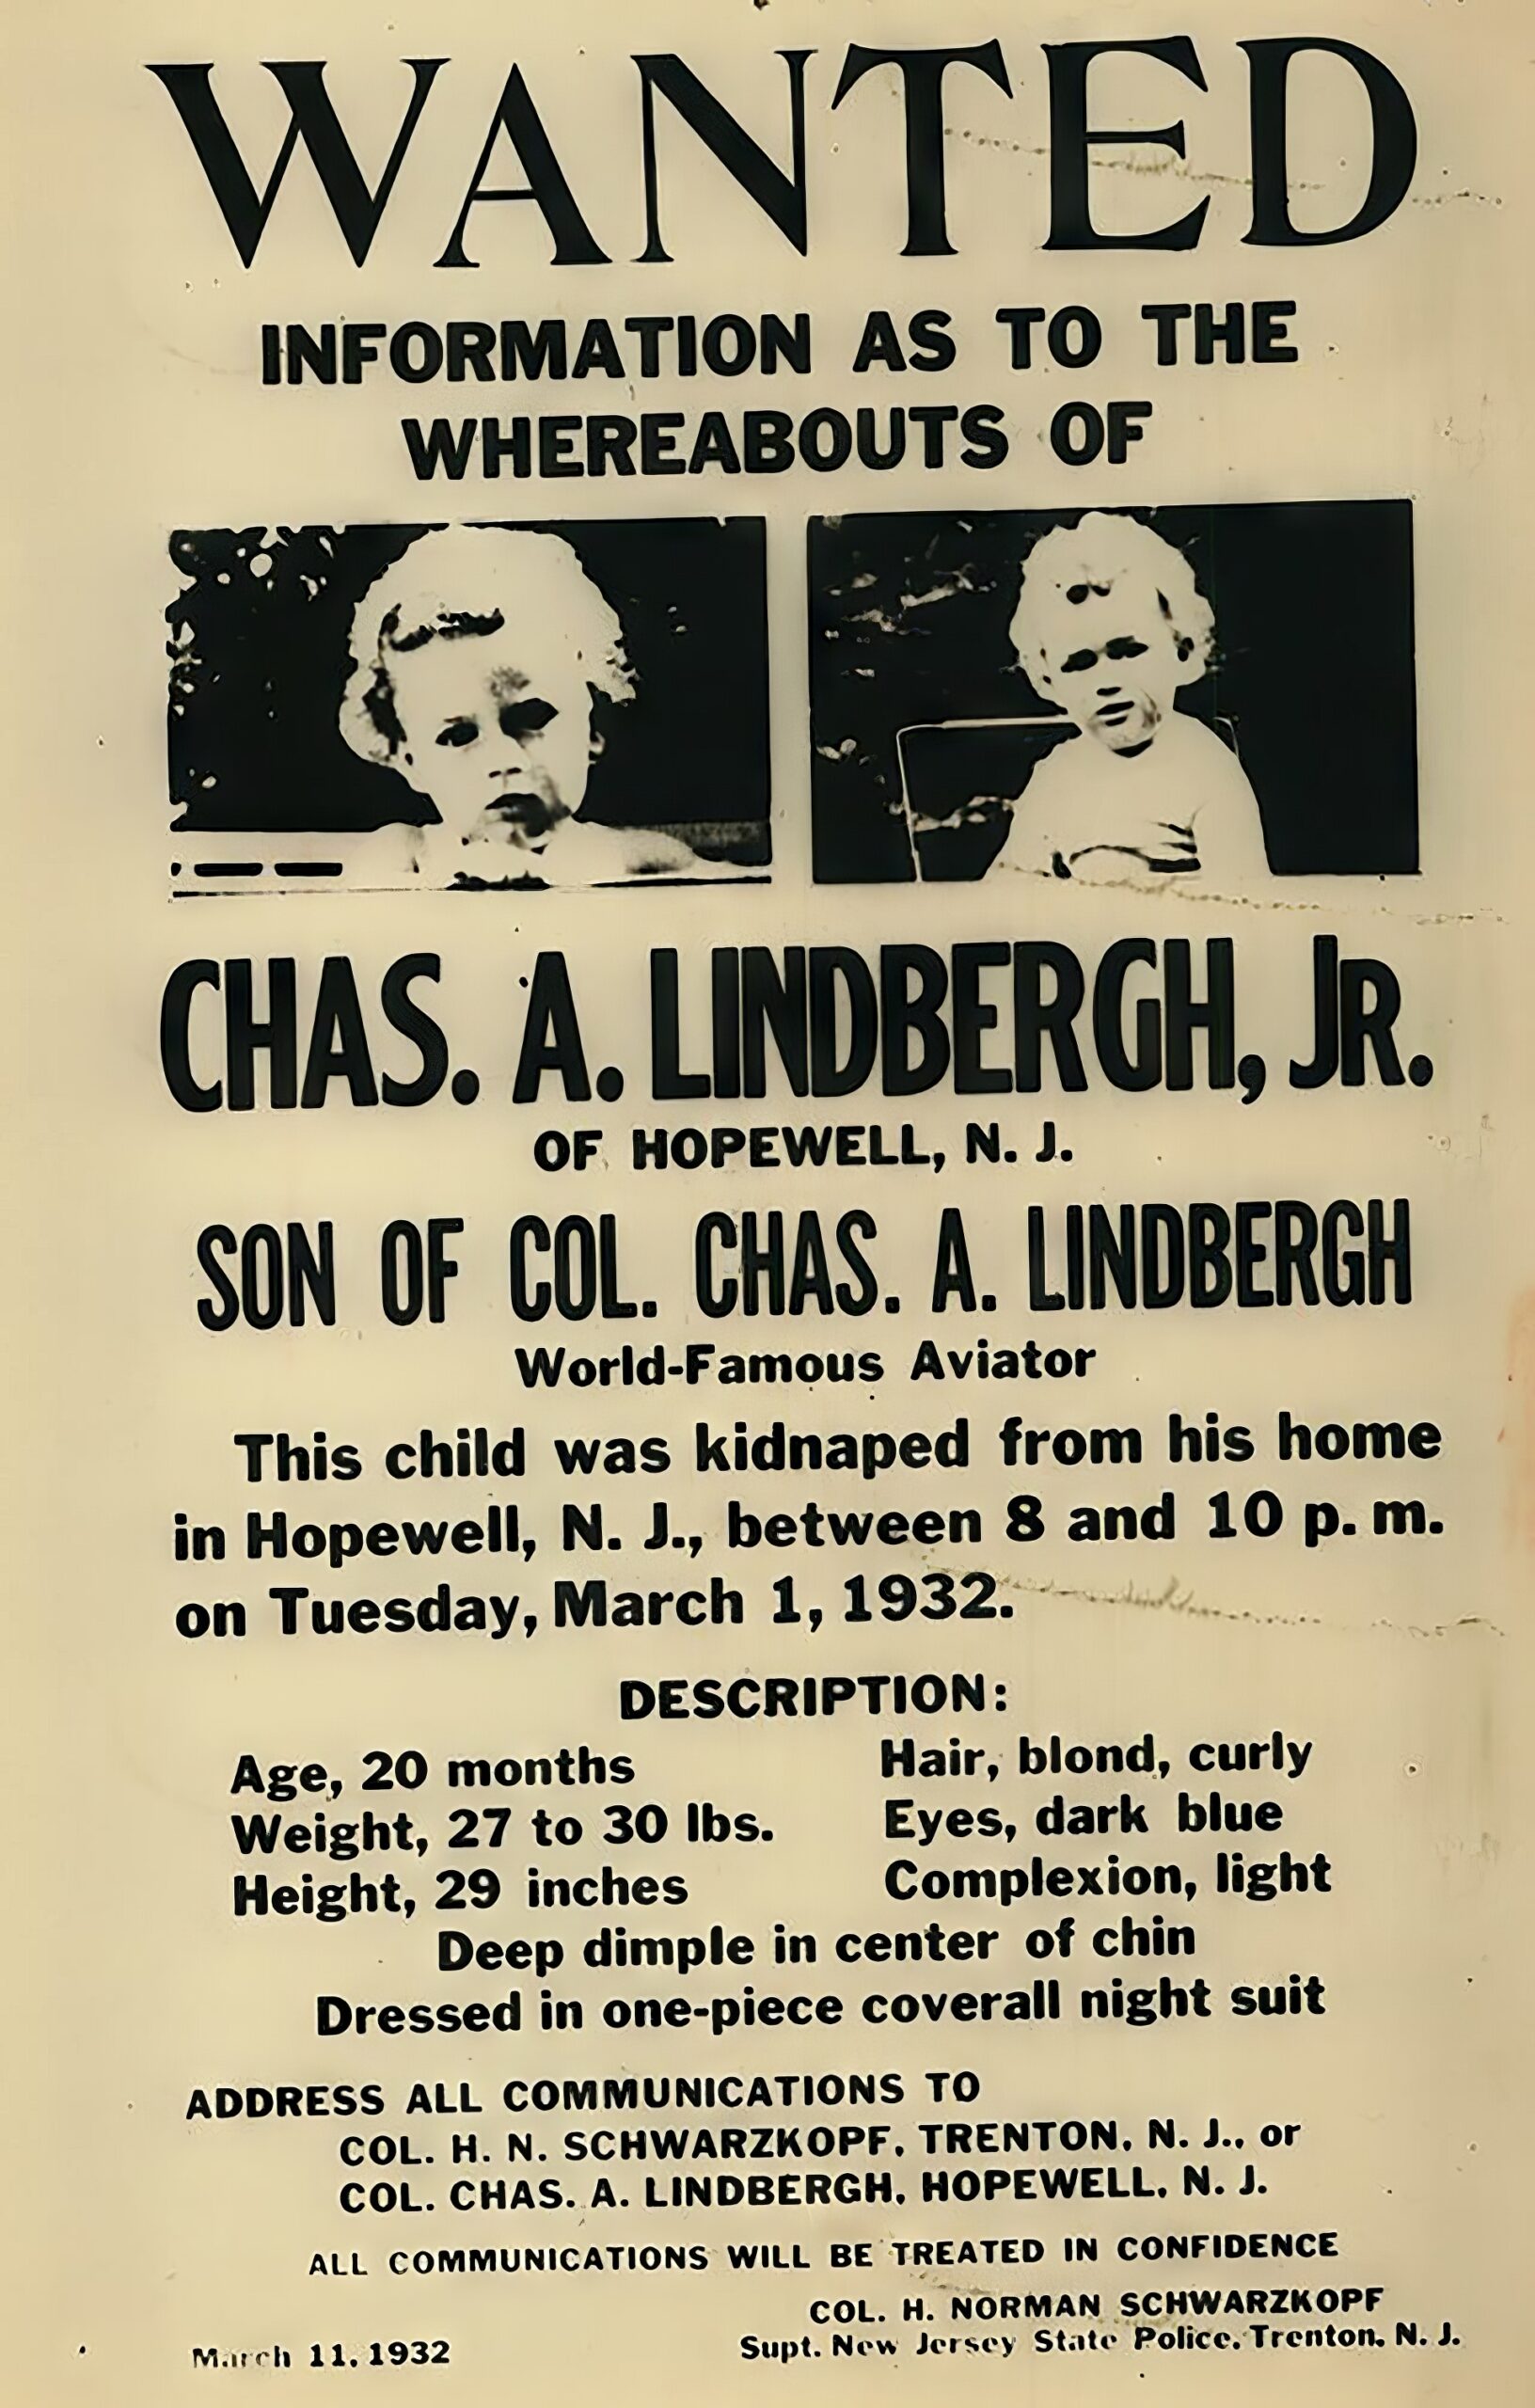 WANTED
INFORMATION AS TO THE
WHEREABOUTS OF
CHAS. A. LINDBERGH, JR.
OF HOPEWELL, N. J.
SON OF COL. CHAS. A. LINDBERGH
World-Famous Aviator
This child was kidnaped from his home
in Hopewell, N. J., between 8 and 10 p. m.
on Tuesday, March 1, 1932.
DESCRIPTION:
Age, 20 months Hair, blond, curly
Weight, 27 to 30 lbs. Eyes, dark blue
Height, 29 inches Complexion, light
Deep dimple in center of chin
Dressed in one-piece coverall night suit
ADDRESS ALL COMMUNICATIONS TO
COL. H. N. SCHWARZKOPF, TRENTON, N. J., or
COL. CHAS. A. LINDBERGH, HOPEWELL, N. J.
ALL COMMUNICATIONS WILL BE TREATED IN CONFIDENCE
COL. H. NORMAN SCHWARZKOPF
March 11, 1932 Supt. New Jersey State Police, Trenton, N. J.